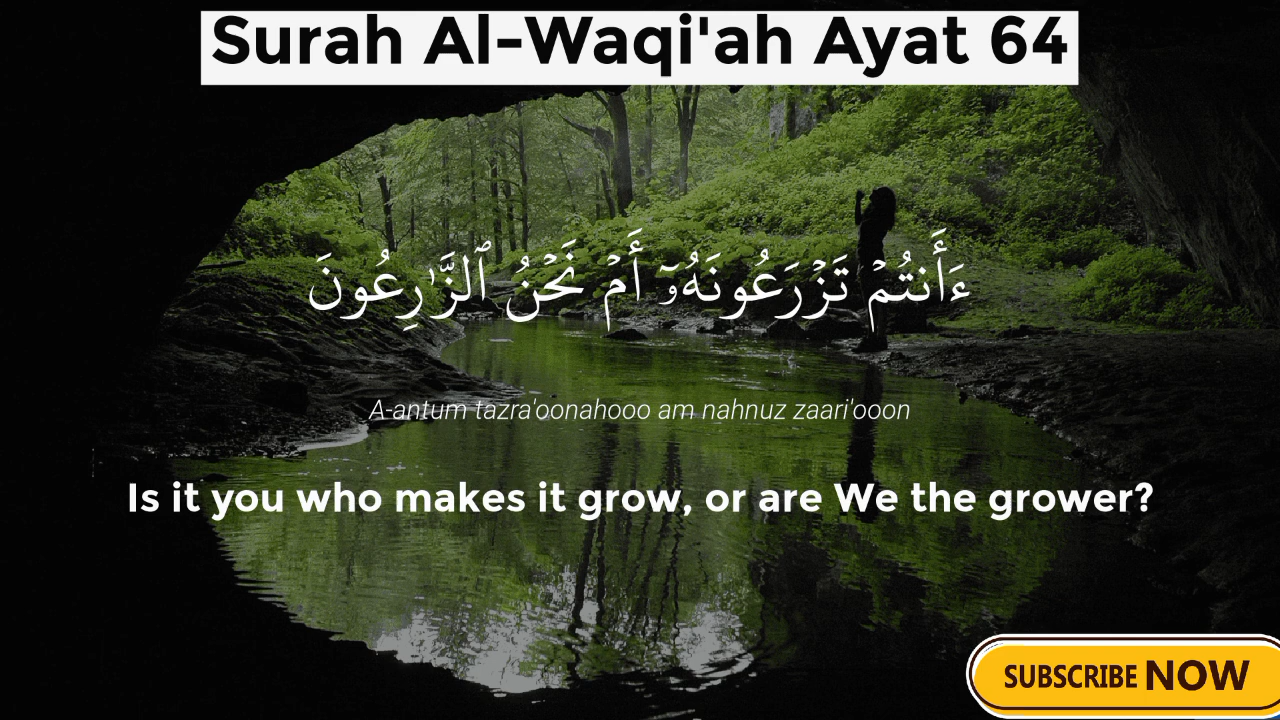 Surah Al-Waqi'ah Ayat 64
ءَأَنتُمْ تَزْرَعُونَهُۥٓ أَمْ نَحْنُ ٱلزَّٰرِعُونَ
A-antum tazra'oonahooo am nahnuz zaari'ooon
Is it you who makes it grow, or are We the grower?
SUBSCRIBE NOW